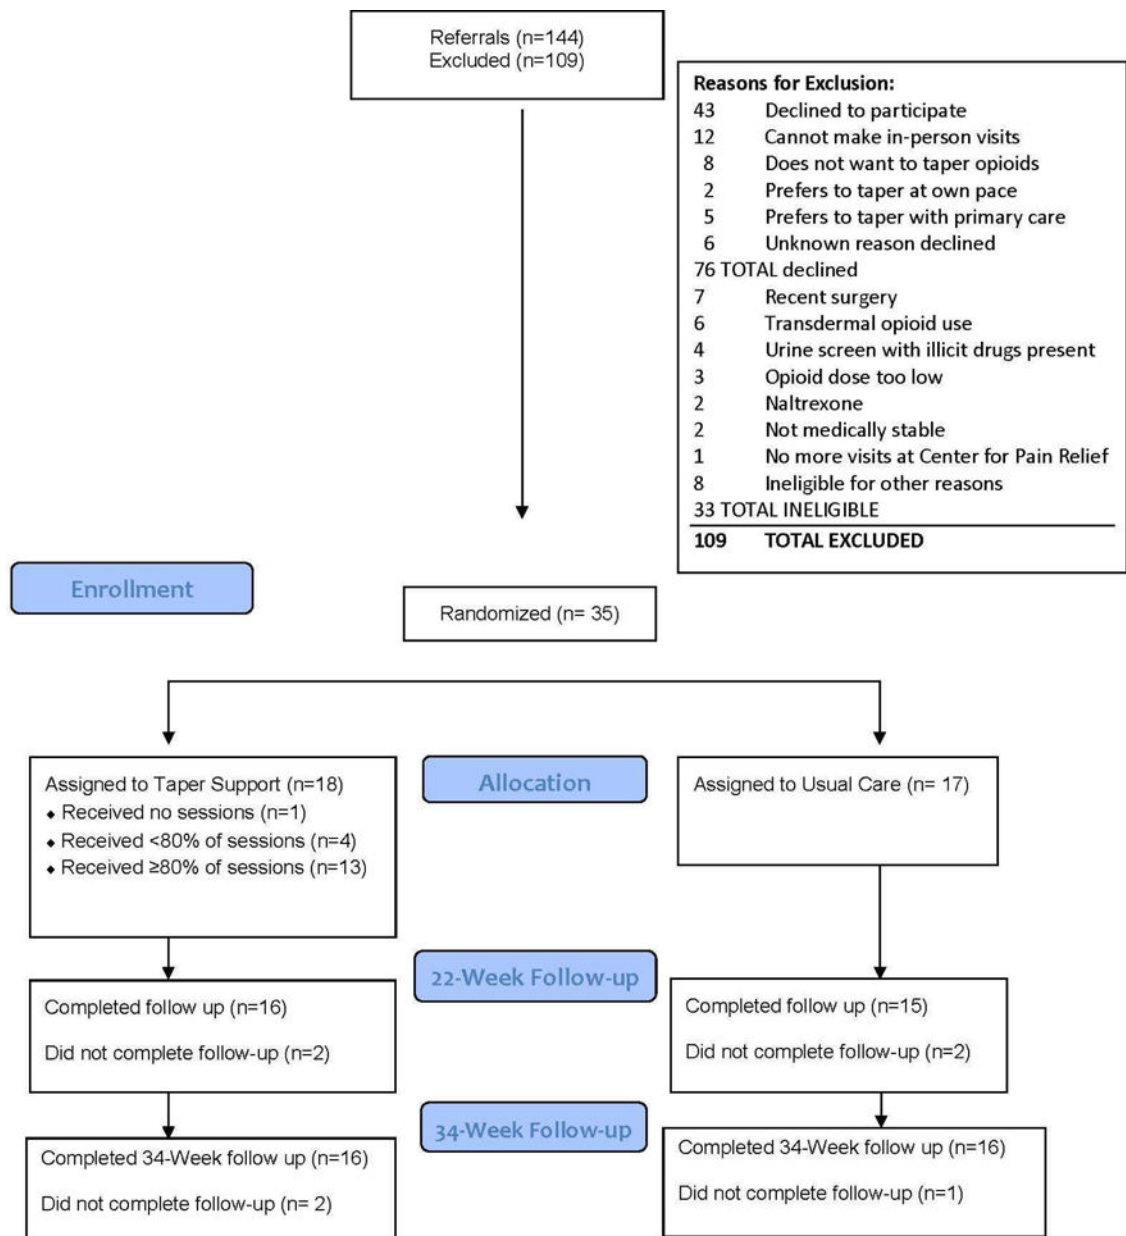 Referrals (n=144)
Excluded (n=109)
Reasons for Exclusion:
43 Declined to participate
12 Cannot make in-person visits
8 Does not want to taper opioids
2 Prefers to taper at own pace
5 Prefers to taper with primary care
6 Unknown reason declined
76 TOTAL declined
7 Recent surgery
6 Transdermal opioid use
4 Urine screen with illicit drugs present
3 Opioid dose too low
2 Naltrexone
2 Not medically stable
1 No more visits at Center for Pain Relief
8 Ineligible for other reasons
33 TOTAL INELIGIBLE
109 TOTAL EXCLUDED
Enrollment
Randomized (n= 35)
Assigned to Taper Support (n=18)
⬥ Received no sessions (n=1)
⬥ Received <80% of sessions (n=4)
⬥ Received ≥80% of sessions (n=13)
Allocation
Assigned to Usual Care (n= 17)
22-Week Follow-up
Completed follow up (n=16)
Did not complete follow-up (n=2)
Completed follow up (n=15)
Did not complete follow-up (n=2)
34-Week Follow-up
Completed 34-Week follow up (n=16)
Did not complete follow-up (n= 2)
Completed 34-Week follow up (n=16)
Did not complete follow-up (n=1)